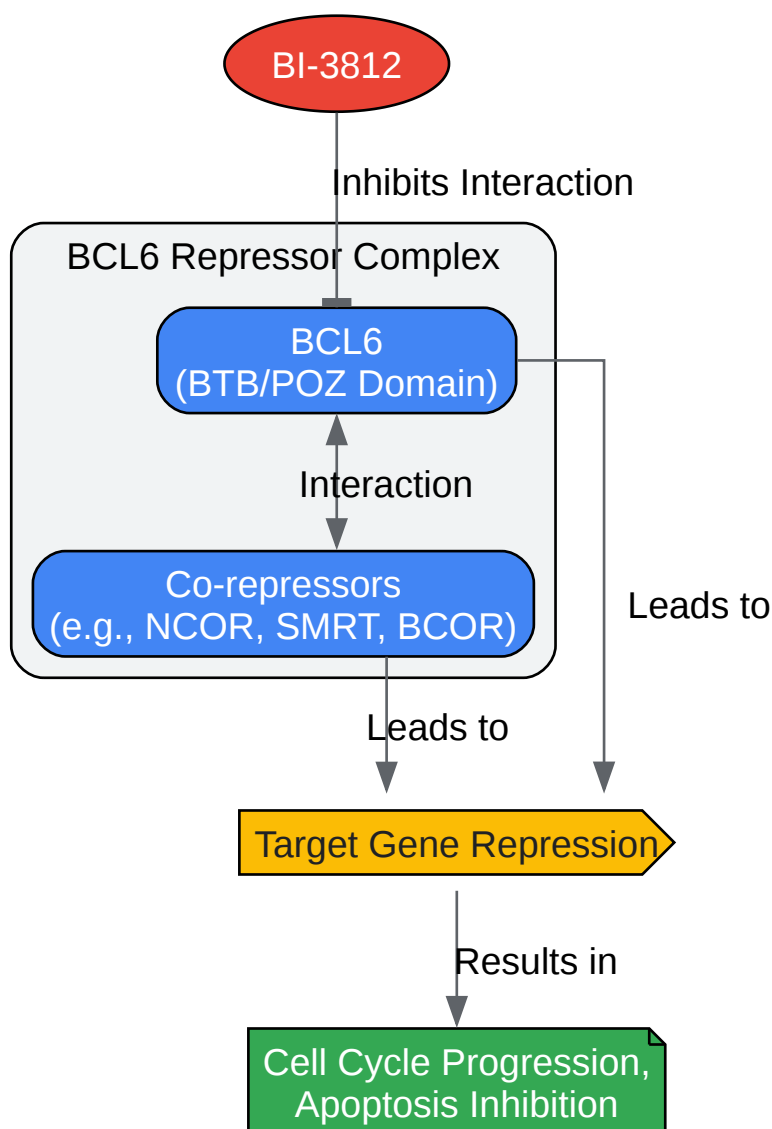 BI-3812
Inhibits Interaction
BCL6 Repressor Complex
BCL6
(BTB/POZ Domain)
Interaction
Co-repressors
(e.g., NCOR, SMRT, BCOR)
Leads to
Leads to
Target Gene Repression
Results in
Cell Cycle Progression,
Apoptosis Inhibition